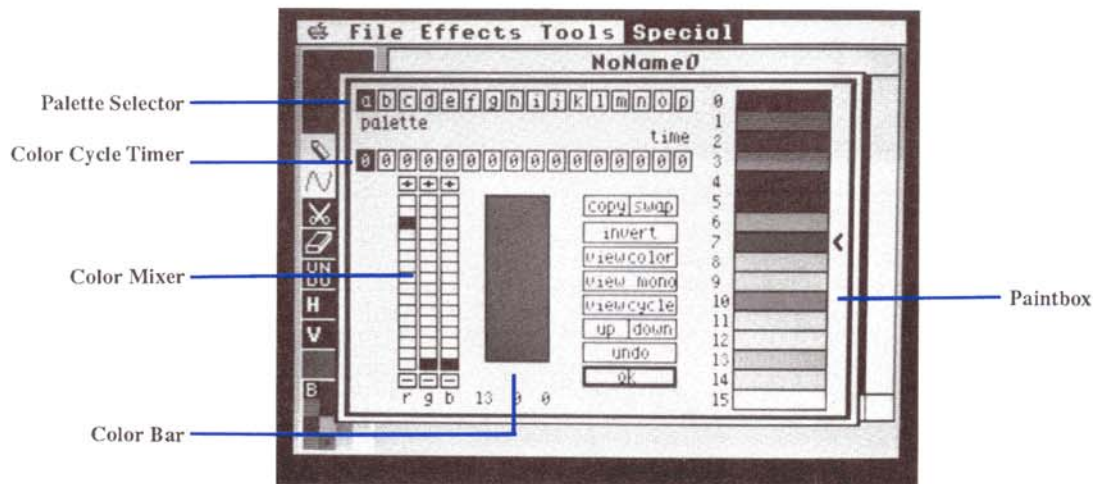 File Effects Tools Special
NoName0
Palette Selector
a b c d e f g h i j k l m n o p
palette
time
Color Cycle Timer
0 0 0 0 0 0 0 0 0 0 0 0 0 0 0 0
+ + +
copy swap
invert
viewcolor
view mono
viewcycle
up down
undo
ok
- - -
r g b 13 0 0
0
1
2
3
4
5
6
7
8
9
10
11
12
13
14
15
<
UN
DO
H
V
B
Color Mixer
Paintbox
Color Bar